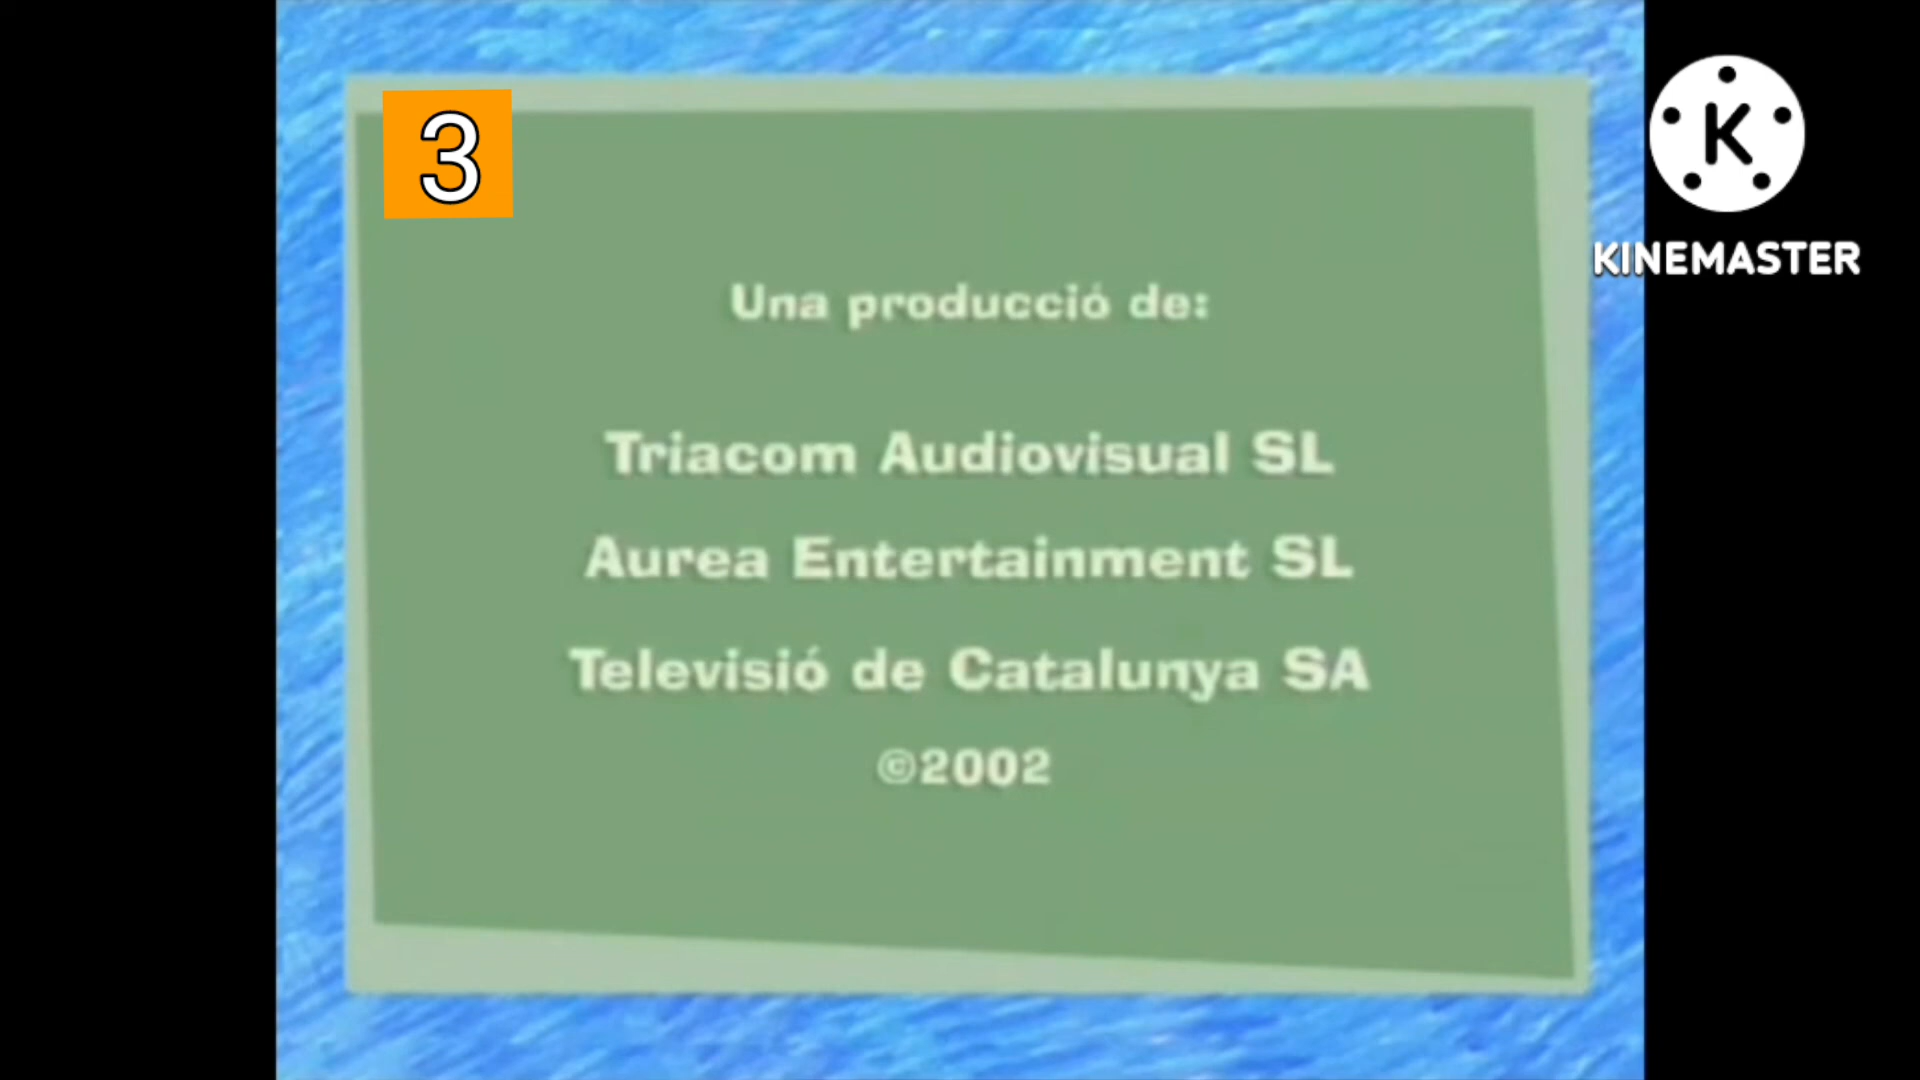 3
K
KINEMASTER
Una producció de:
Triacom Audiovisual SL
Aurea Entertainment SL
Televisió de Catalunya SA
©2002